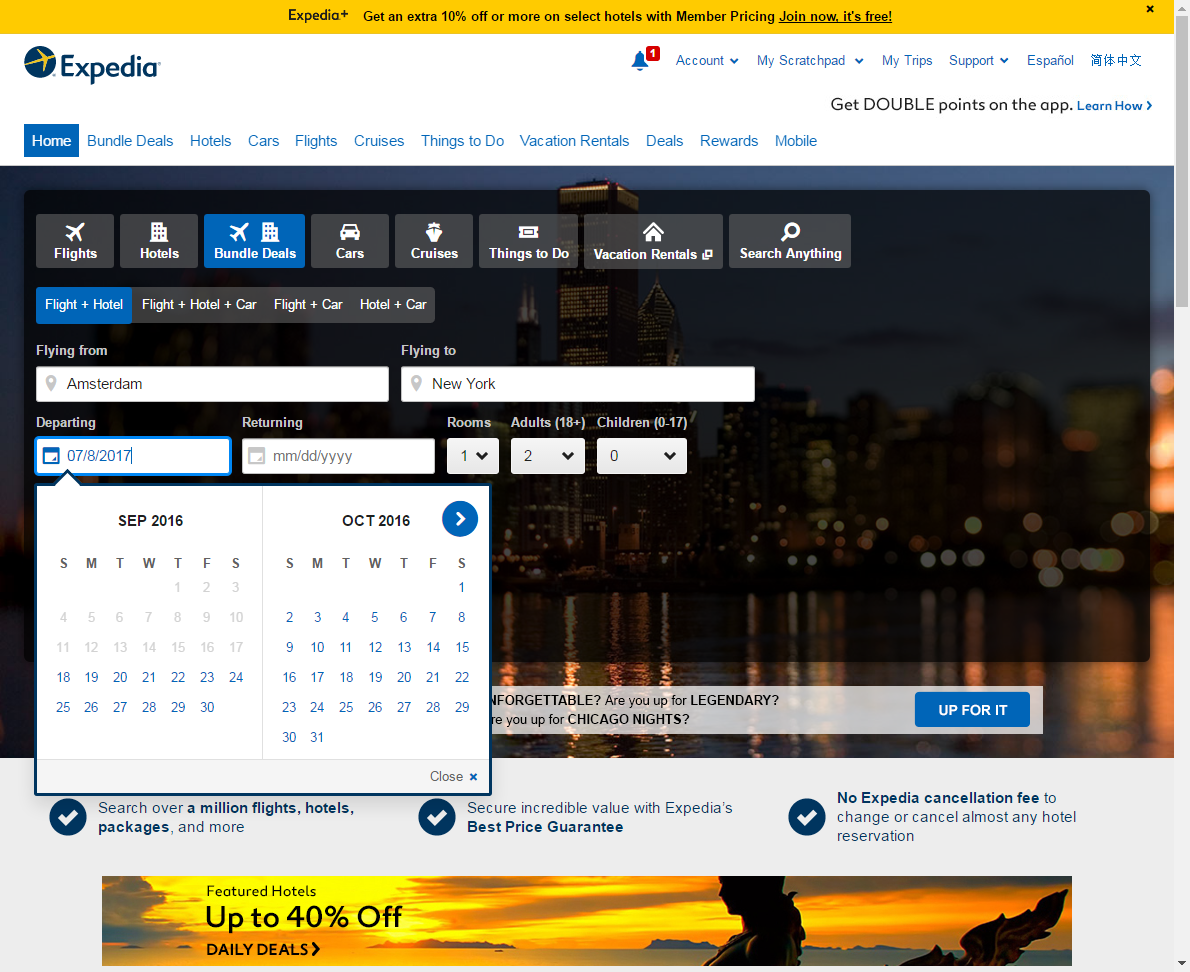 Expedia+ Get an extra 10% off or more on select hotels with Member Pricing Join now, it's free! ×
Expedia
1 Account My Scratchpad My Trips Support Español 简体中文
Get DOUBLE points on the app. Learn How
Home Bundle Deals Hotels Cars Flights Cruises Things to Do Vacation Rentals Deals Rewards Mobile
Flights Hotels Bundle Deals Cars Cruises Things to Do Vacation Rentals Search Anything
Flight + Hotel Flight + Hotel + Car Flight + Car Hotel + Car
Flying from Flying to
Amsterdam New York
Departing Returning Rooms Adults (18+) Children (0-17)
07/8/2017 mm/dd/yyyy 1 2 0
SEP 2016 OCT 2016
S M T W T F S S M T W T F S
1 2 3 1
4 5 6 7 8 9 10 2 3 4 5 6 7 8
11 12 13 14 15 16 17 9 10 11 12 13 14 15
18 19 20 21 22 23 24 16 17 18 19 20 21 22
25 26 27 28 29 30 23 24 25 26 27 28 29
30 31
Close ×
NFORGETTABLE? Are you up for LEGENDARY?
re you up for CHICAGO NIGHTS?
UP FOR IT
Search over a million flights, hotels,
packages, and more
Secure incredible value with Expedia's
Best Price Guarantee
No Expedia cancellation fee to
change or cancel almost any hotel
reservation
Featured Hotels
Up to 40% Off
DAILY DEALS